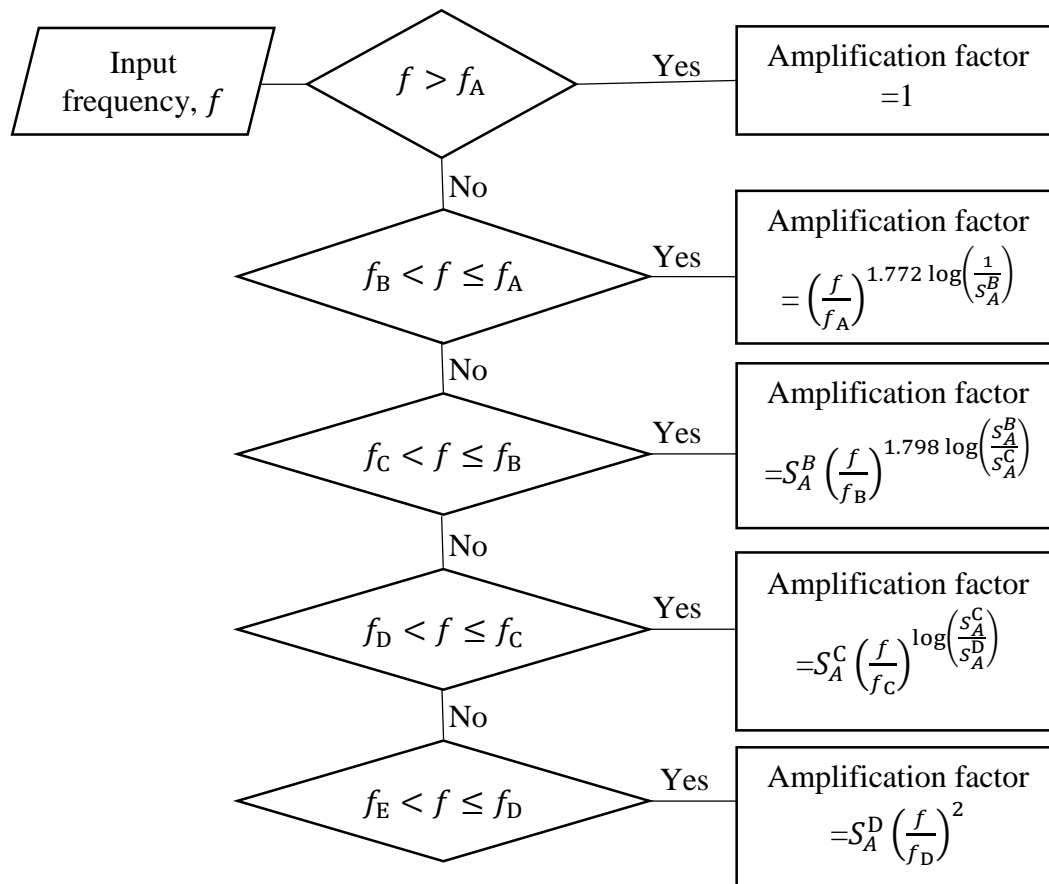 Input
frequency, f
f > f_A
Yes
Amplification factor
=1
No
f_B < f ≤ f_A
Yes
Amplification factor
= (f/f_A)^{1.772 log(1/S_A^B)}
No
f_C < f ≤ f_B
Yes
Amplification factor
=S_A^B (f/f_B)^{1.798 log(S_A^B/S_A^C)}
No
f_D < f ≤ f_C
Yes
Amplification factor
=S_A^C (f/f_C)^{log(S_A^C/S_A^D)}
No
f_E < f ≤ f_D
Yes
Amplification factor
=S_A^D (f/f_D)^2